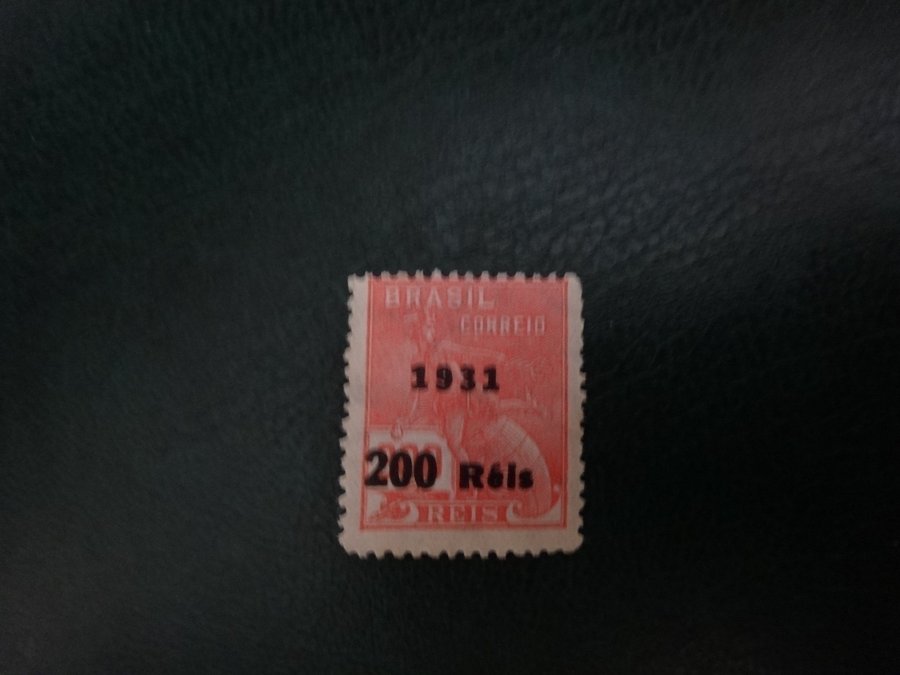 BRASIL
CORREIO
1931
200 Réis
REIS